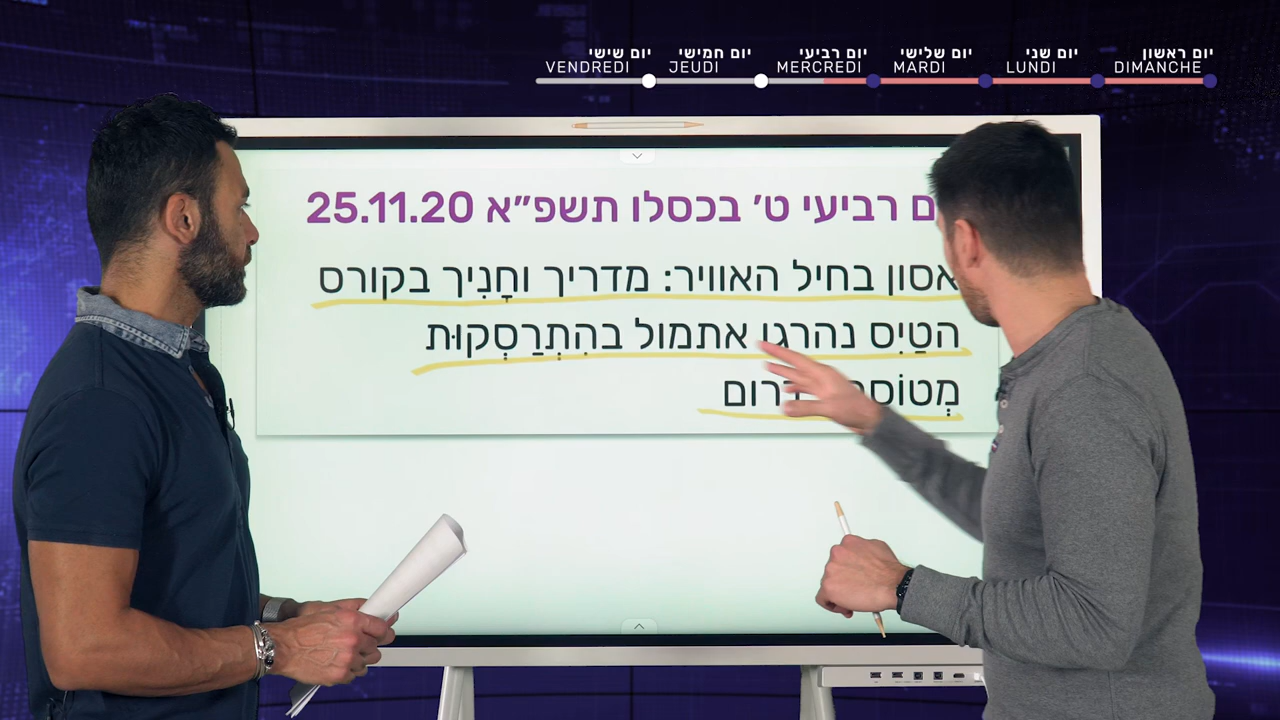 יום ראשון יום שני יום שלישי יום רביעי יום חמישי יום שישי
DIMANCHE LUNDI MARDI MERCREDI JEUDI VENDREDI
רביעי ט׳ בכסלו תשפ״א 25.11.20
אסון בחיל האוויר: מדריך וחָנִיך בקורס
הטַיִס נהרגו אתמול בהִתְרַסְקוּת